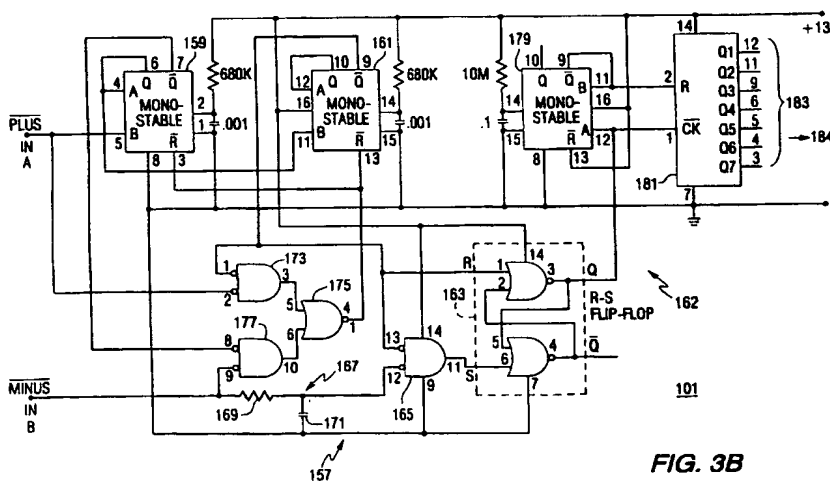 159
161
179
+13
6
7
Q
Q̅
4
A
MONO-
STABLE
2
1
B
R̅
5
8
3
680K
.001
10
9
Q
Q̅
12
A
MONO-
STABLE
14
16
11
B
R̅
15
13
680K
.001
10M
.1
10
9
Q
Q̅
B
11
14
MONO-
STABLE
16
A
12
15
R̅
8
13
14
2
R
C̅K̅
1
181
7
Q1 12
Q2 11
Q3 9
Q4 6
Q5 5
Q6 4
Q7 3
183
184
P̅L̅U̅S̅
IN
A
173
1
2
3
175
5
6
4
1
177
8
9
10
M̅I̅N̅U̅S̅
IN
B
167
169
171
157
13
12
14
9
11
165
S
163
R
1
2
14
3
Q
R-S
FLIP-FLOP
5
6
4
Q̅
7
162
101
FIG. 3B